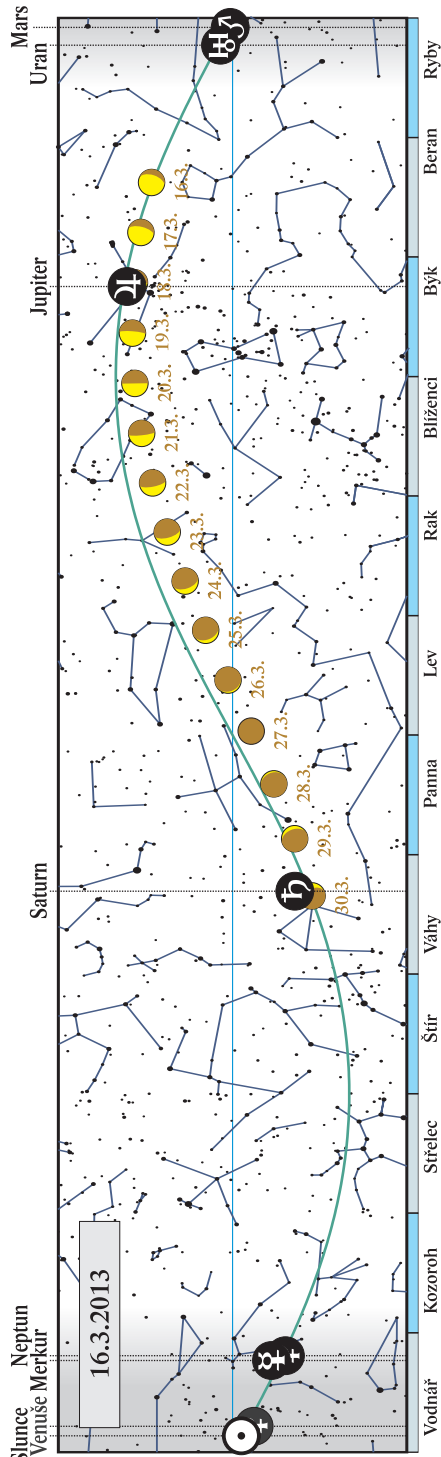 Slunce
Venuše
Merkur
Neptun
Saturn
Jupiter
Uran
Mars
16.3.2013
30.3.
29.3.
28.3.
27.3.
26.3.
25.3.
24.3.
23.3.
22.3.
21.3.
20.3.
19.3.
18.3.
17.3.
16.3.
Vodnář
Kozoroh
Střelec
Štír
Váhy
Panna
Lev
Rak
Blíženci
Býk
Beran
Ryby